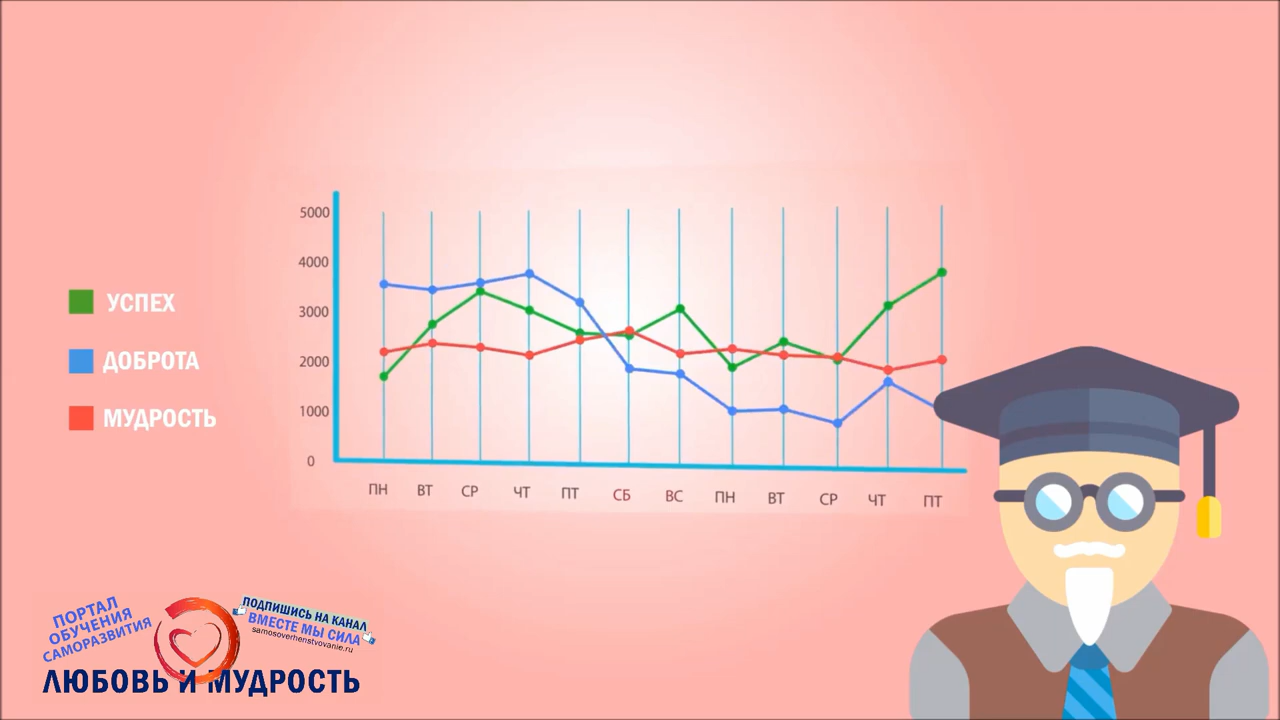 5000
4000
3000
2000
1000
0
УСПЕХ
ДОБРОТА
МУДРОСТЬ
ПН ВТ СР ЧТ ПТ СБ ВС ПН ВТ СР ЧТ ПТ
ПОРТАЛ
ОБУЧЕНИЯ
САМОРАЗВИТИЯ
ПОДПИШИСЬ НА КАНАЛ
ВМЕСТЕ МЫ СИЛА
samosoverhenstvovanie.ru
ЛЮБОВЬ И МУДРОСТЬ